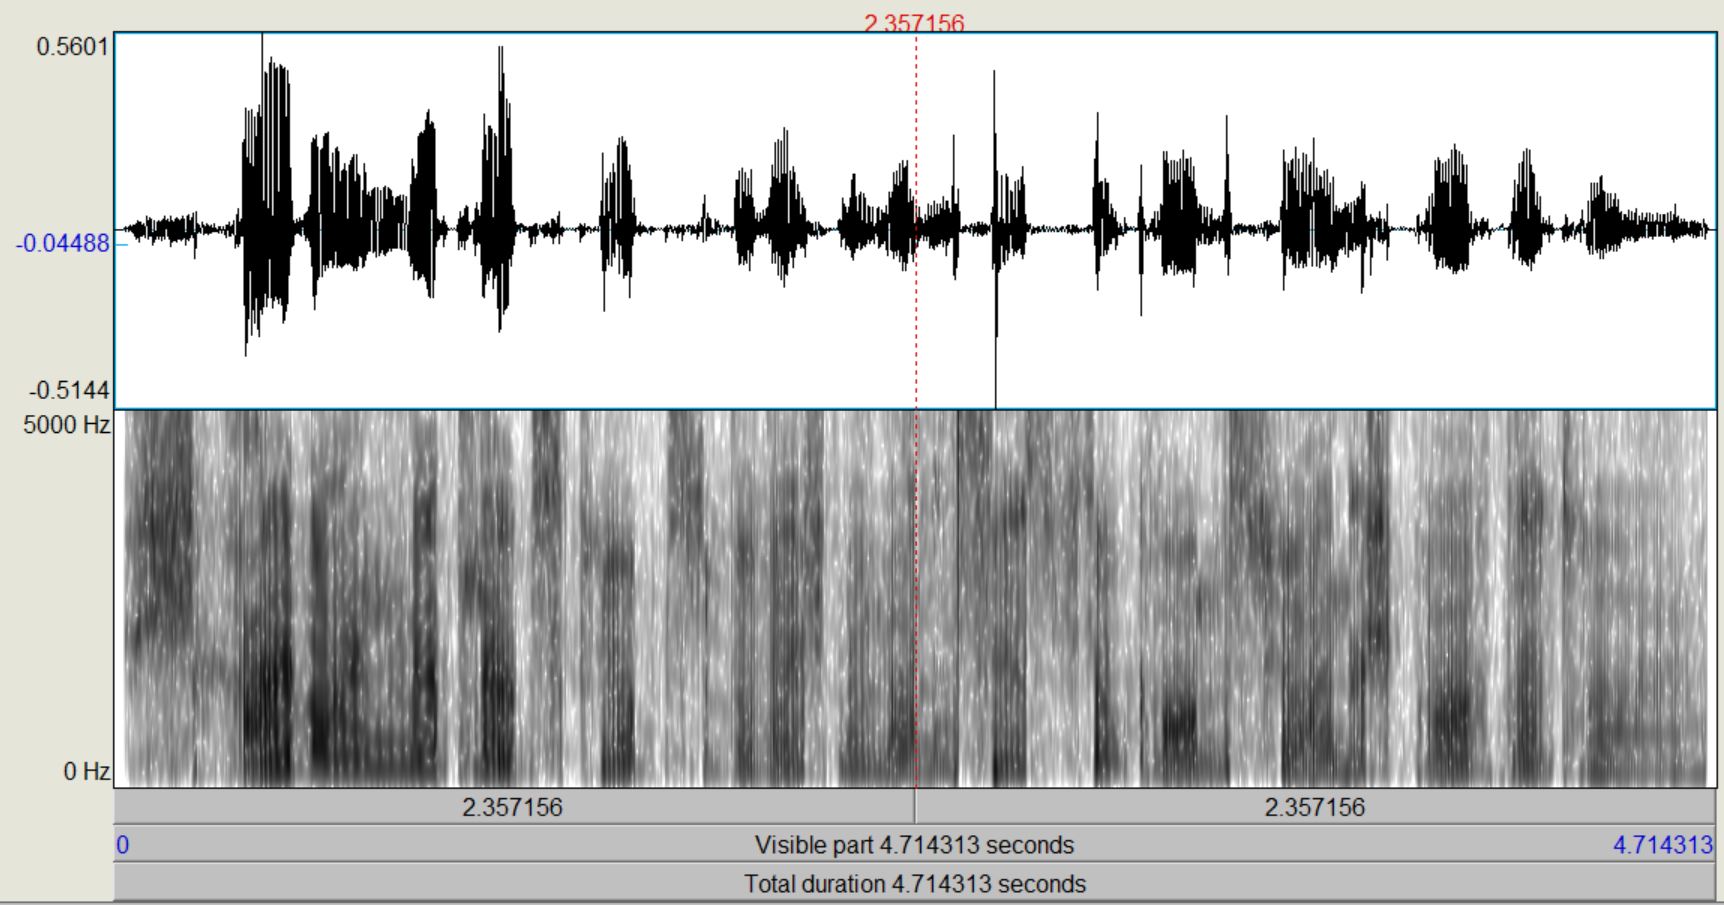 2.357156
0.5601
-0.04488
-0.5144
5000 Hz
0 Hz
2.357156 2.357156
0 Visible part 4.714313 seconds 4.714313
Total duration 4.714313 seconds